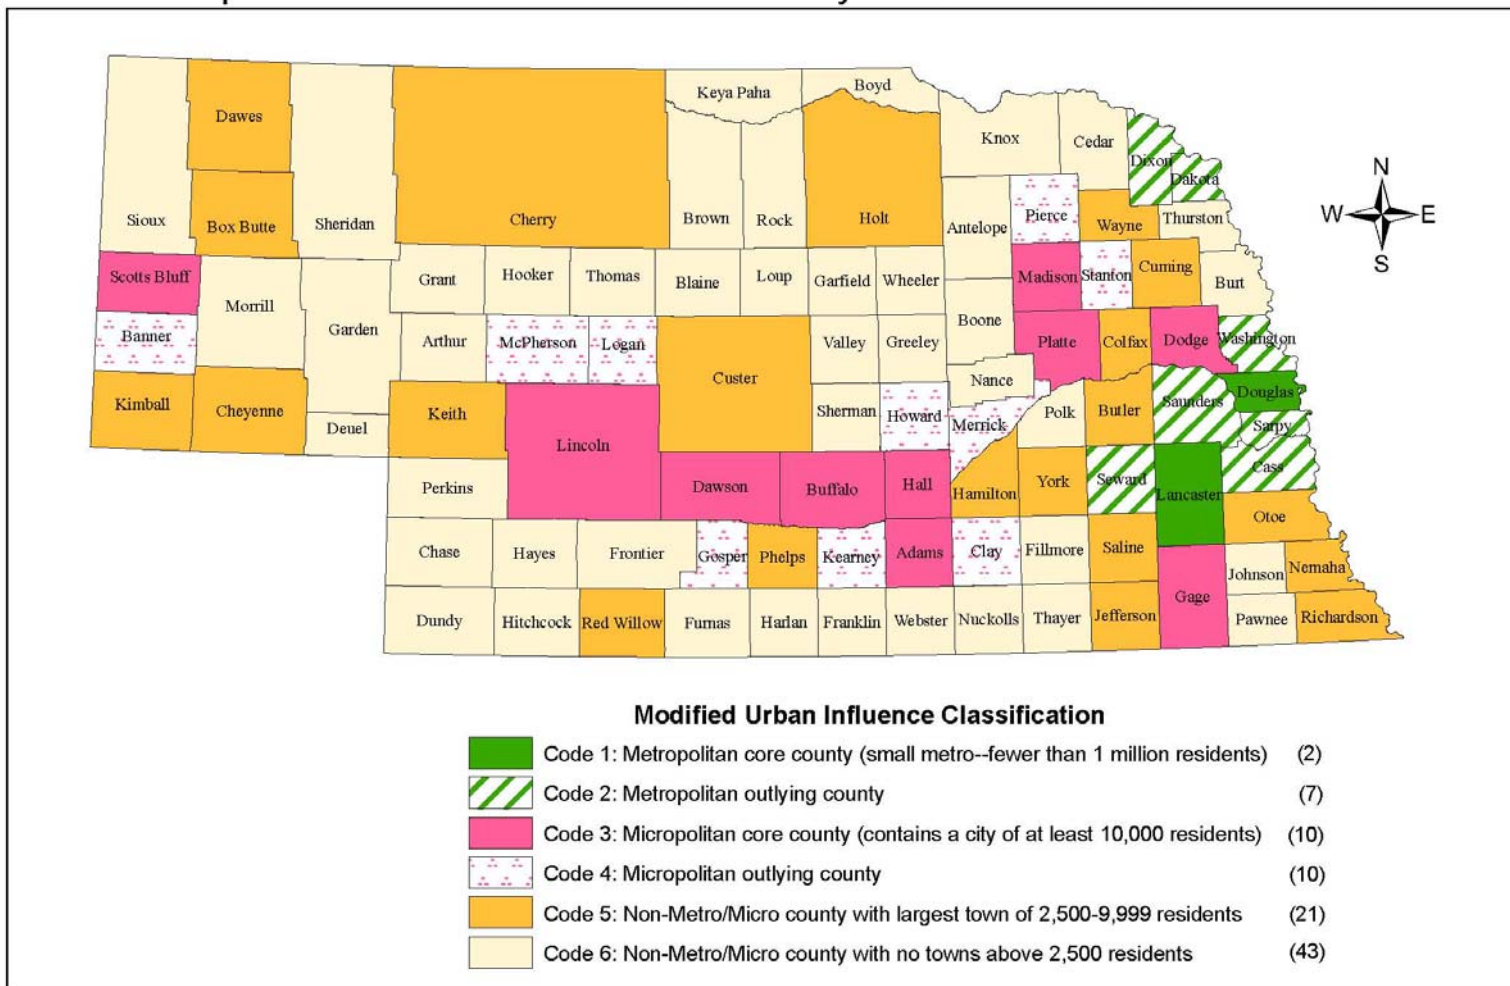 Keya Paha
Boyd
Dawes
Knox
Cedar
Dixon
Dakota
N
Sioux
Box Butte
Sheridan
Cherry
Brown
Rock
Holt
Antelope
Pierce
Wayne
Thurston
W
E
S
Scotts Bluff
Morrill
Grant
Hooker
Thomas
Blaine
Loup
Garfield
Wheeler
Madison
Stanton
Cuming
Burt
Banner
Garden
Arthur
McPherson
Logan
Custer
Valley
Greeley
Boone
Platte
Colfax
Dodge
Washington
Kimball
Cheyenne
Deuel
Keith
Lincoln
Sherman
Howard
Nance
Merrick
Polk
Butler
Saunders
Douglas
Sarpy
Perkins
Dawson
Buffalo
Hall
Hamilton
York
Seward
Lancaster
Cass
Otoe
Chase
Hayes
Frontier
Gosper
Phelps
Kearney
Adams
Clay
Fillmore
Saline
Gage
Johnson
Nemaha
Dundy
Hitchcock
Red Willow
Furnas
Harlan
Franklin
Webster
Nuckolls
Thayer
Jefferson
Pawnee
Richardson
Modified Urban Influence Classification
Code 1: Metropolitan core county (small metro--fewer than 1 million residents) (2)
Code 2: Metropolitan outlying county (7)
Code 3: Micropolitan core county (contains a city of at least 10,000 residents) (10)
Code 4: Micropolitan outlying county (10)
Code 5: Non-Metro/Micro county with largest town of 2,500-9,999 residents (21)
Code 6: Non-Metro/Micro county with no towns above 2,500 residents (43)